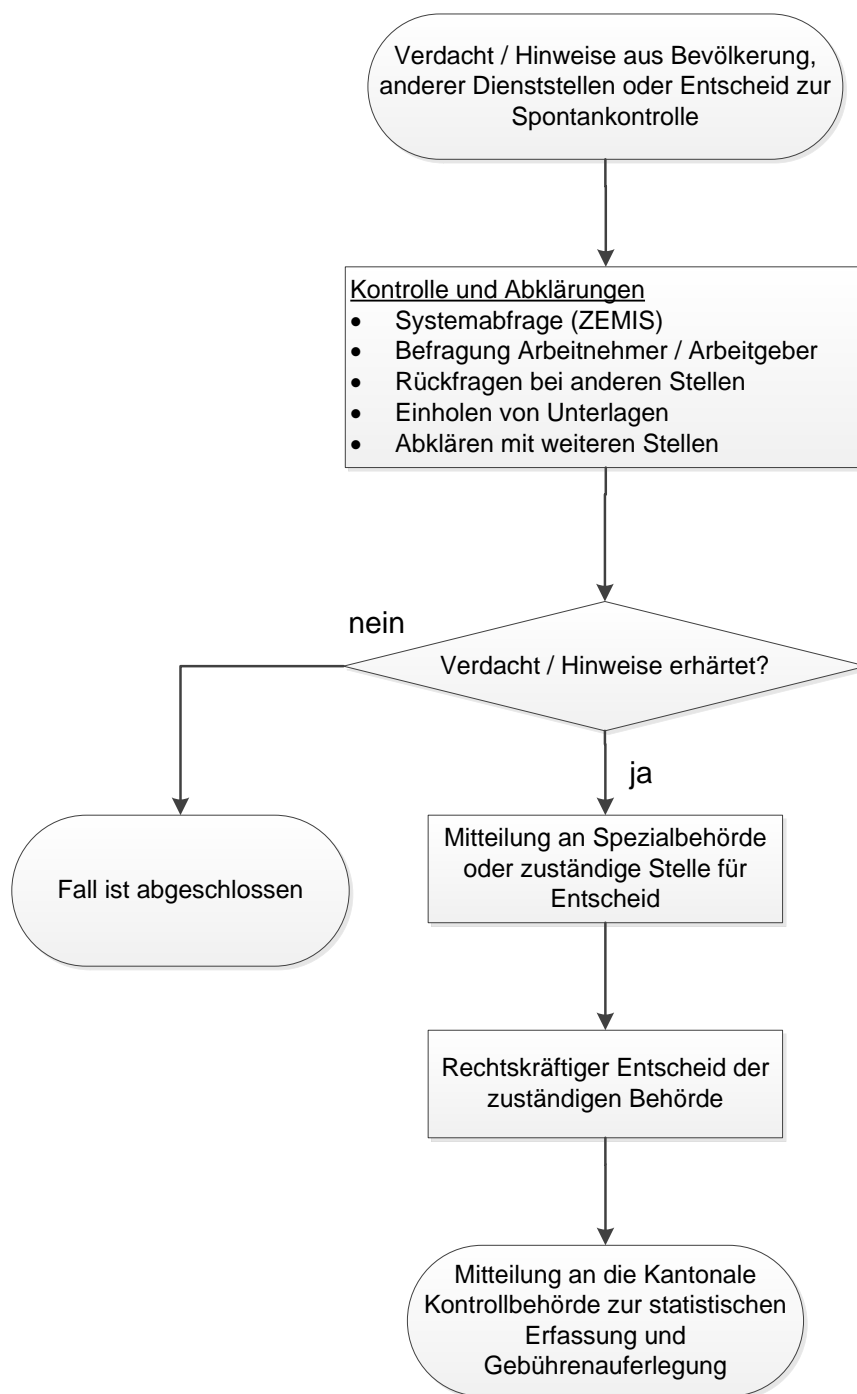 Verdacht / Hinweise aus Bevölkerung,
anderer Dienststellen oder Entscheid zur
Spontankontrolle
Kontrolle und Abklärungen
• Systemabfrage (ZEMIS)
• Befragung Arbeitnehmer / Arbeitgeber
• Rückfragen bei anderen Stellen
• Einholen von Unterlagen
• Abklären mit weiteren Stellen
nein
Verdacht / Hinweise erhärtet?
ja
Mitteilung an Spezialbehörde
oder zuständige Stelle für
Entscheid
Fall ist abgeschlossen
Rechtskräftiger Entscheid der
zuständigen Behörde
Mitteilung an die Kantonale
Kontrollbehörde zur statistischen
Erfassung und
Gebührenauferlegung